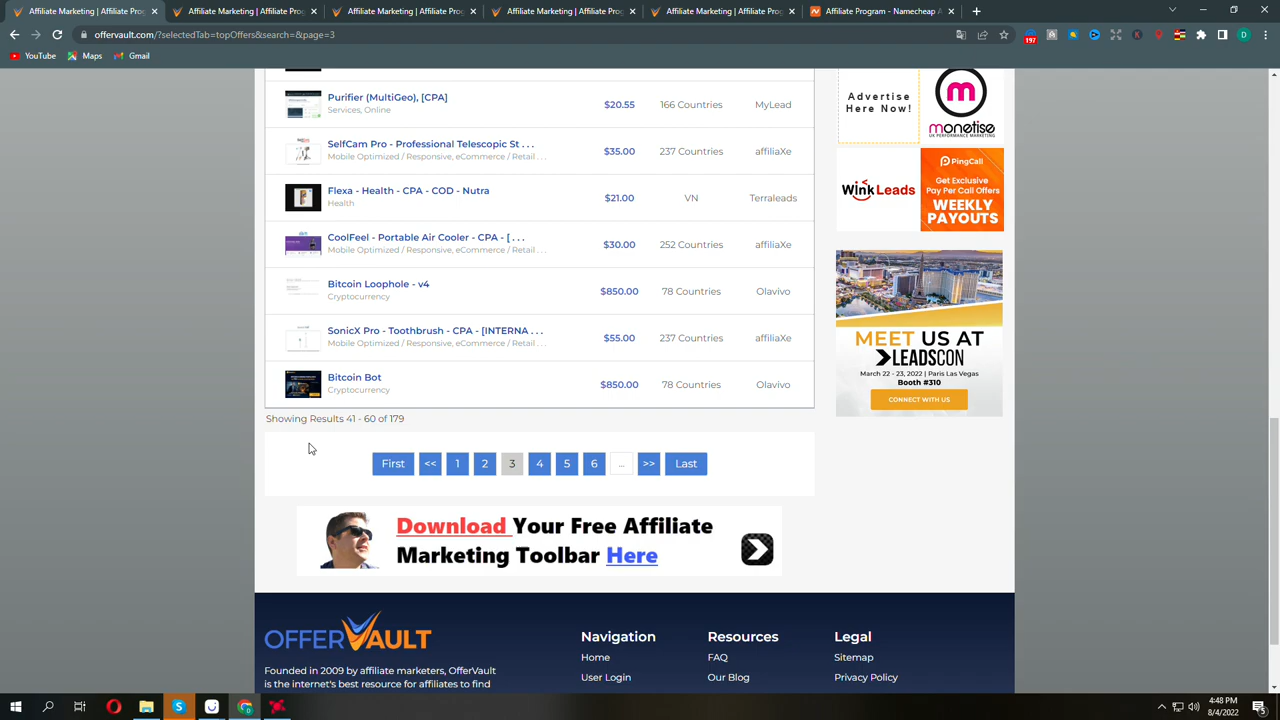 Affiliate Marketing | Affiliate Prog
Affiliate Marketing | Affiliate Prog
Affiliate Marketing | Affiliate Prog
Affiliate Marketing | Affiliate Prog
Affiliate Marketing | Affiliate Prog
Affiliate Program - Namecheap A
offervault.com/?selectedTab=topOffers&search=&page=3
197
D
YouTube
Maps
Gmail
Purifier (MultiGeo), [CPA]
Services, Online
$20.55
166 Countries
MyLead
SelfCam Pro - Professional Telescopic St . . .
Mobile Optimized / Responsive, eCommerce / Retail . . .
$35.00
237 Countries
affiliaXe
Flexa - Health - CPA - COD - Nutra
Health
$21.00
VN
Terraleads
CoolFeel - Portable Air Cooler - CPA - [ . . .
Mobile Optimized / Responsive, eCommerce / Retail . . .
$30.00
252 Countries
affiliaXe
Bitcoin Loophole - v4
Cryptocurrency
$850.00
78 Countries
Olavivo
SonicX Pro - Toothbrush - CPA - [INTERNA . . .
Mobile Optimized / Responsive, eCommerce / Retail . . .
$55.00
237 Countries
affiliaXe
Bitcoin Bot
Cryptocurrency
$850.00
78 Countries
Olavivo
Showing Results 41 - 60 of 179
First << 1 2 3 4 5 6 ... >> Last
Download Your Free Affiliate
Marketing Toolbar Here
Advertise
Here Now!
monetise
UK PERFORMANCE MARKETING
WinkLeads
PingCall
Get Exclusive
Pay Per Call Offers
WEEKLY
PAYOUTS
MEET US AT
LEADSCON
March 22 - 23, 2022 | Paris Las Vegas
Booth #310
CONNECT WITH US
OFFERVAULT
Founded in 2009 by affiliate marketers, OfferVault
is the internet's best resource for affiliates to find
Navigation
Home
User Login
Resources
FAQ
Our Blog
Legal
Sitemap
Privacy Policy
4:48 PM
8/4/2022